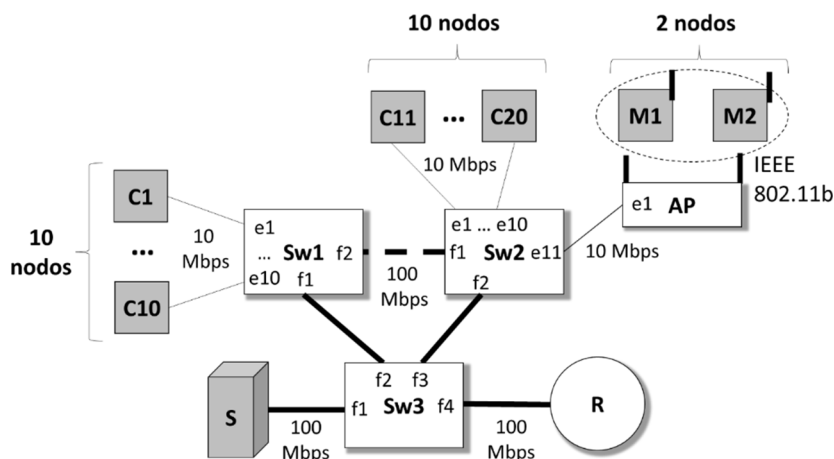 10 nodos
2 nodos
C11
...
C20
M1
M2
10 Mbps
IEEE
802.11b
e1 AP
C1
...
C10
10
nodos
10
Mbps
e1
...
e10
Sw1
f2
f1
100
Mbps
e1 ... e10
f1
Sw2
e11
f2
10 Mbps
f2 f3
f1
Sw3
f4
S
100
Mbps
100
Mbps
R